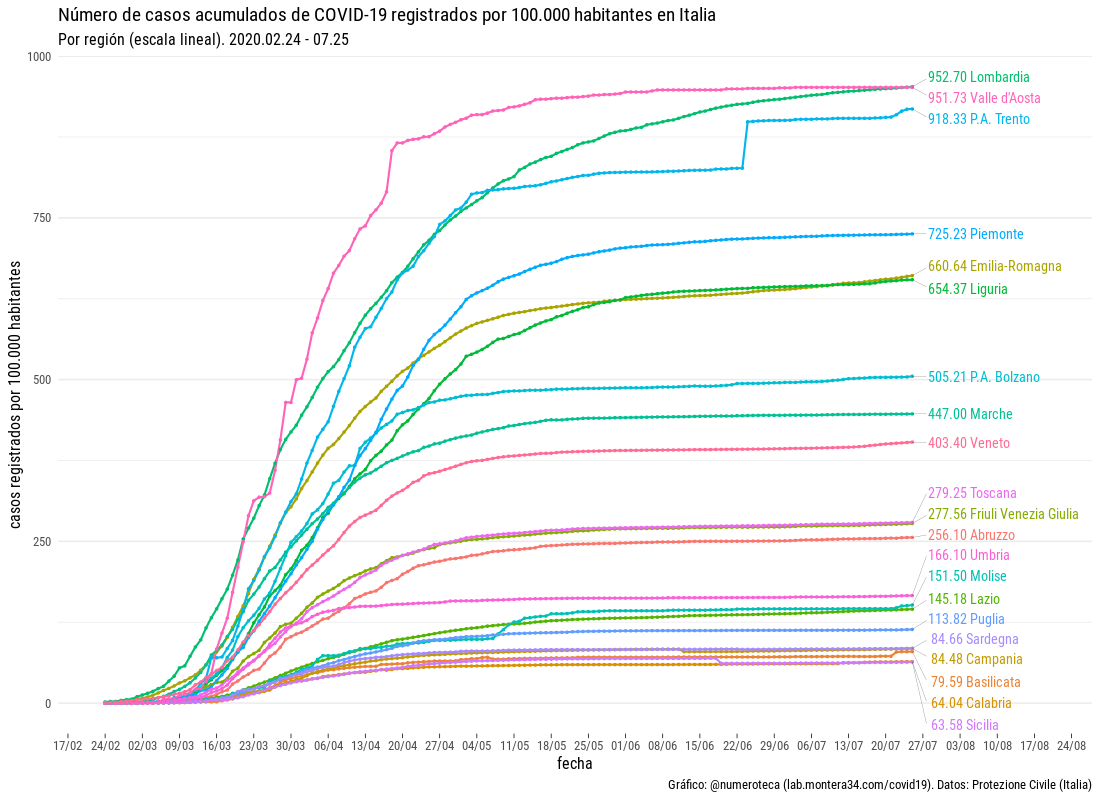 Número de casos acumulados de COVID-19 registrados por 100.000 habitantes en Italia
Por región (escala lineal). 2020.02.24 - 07.25
casos registrados por 100.000 habitantes
1000
750
500
250
0
952.70 Lombardia
951.73 Valle d'Aosta
918.33 P.A. Trento
725.23 Piemonte
660.64 Emilia-Romagna
654.37 Liguria
505.21 P.A. Bolzano
447.00 Marche
403.40 Veneto
279.25 Toscana
277.56 Friuli Venezia Giulia
256.10 Abruzzo
166.10 Umbria
151.50 Molise
145.18 Lazio
113.82 Puglia
84.66 Sardegna
84.48 Campania
79.59 Basilicata
64.04 Calabria
63.58 Sicilia
17/02 24/02 02/03 09/03 16/03 23/03 30/03 06/04 13/04 20/04 27/04 04/05 11/05 18/05 25/05 01/06 08/06 15/06 22/06 29/06 06/07 13/07 20/07 27/07 03/08 10/08 17/08 24/08
fecha
Gráfico: @numeroteca (lab.montera34.com/covid19). Datos: Protezione Civile (Italia)